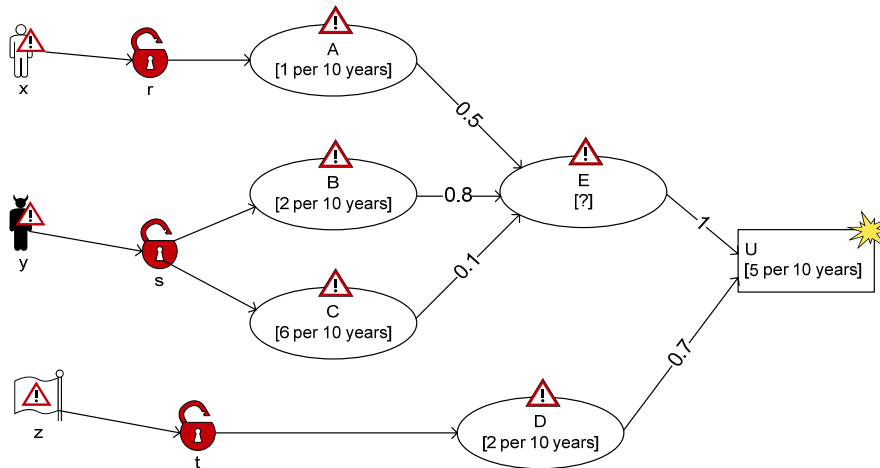 x
r
A
[1 per 10 years]
0.5
y
s
B
[2 per 10 years]
0.8
C
[6 per 10 years]
0.1
E
[?]
1
U
[5 per 10 years]
z
t
D
[2 per 10 years]
0.7